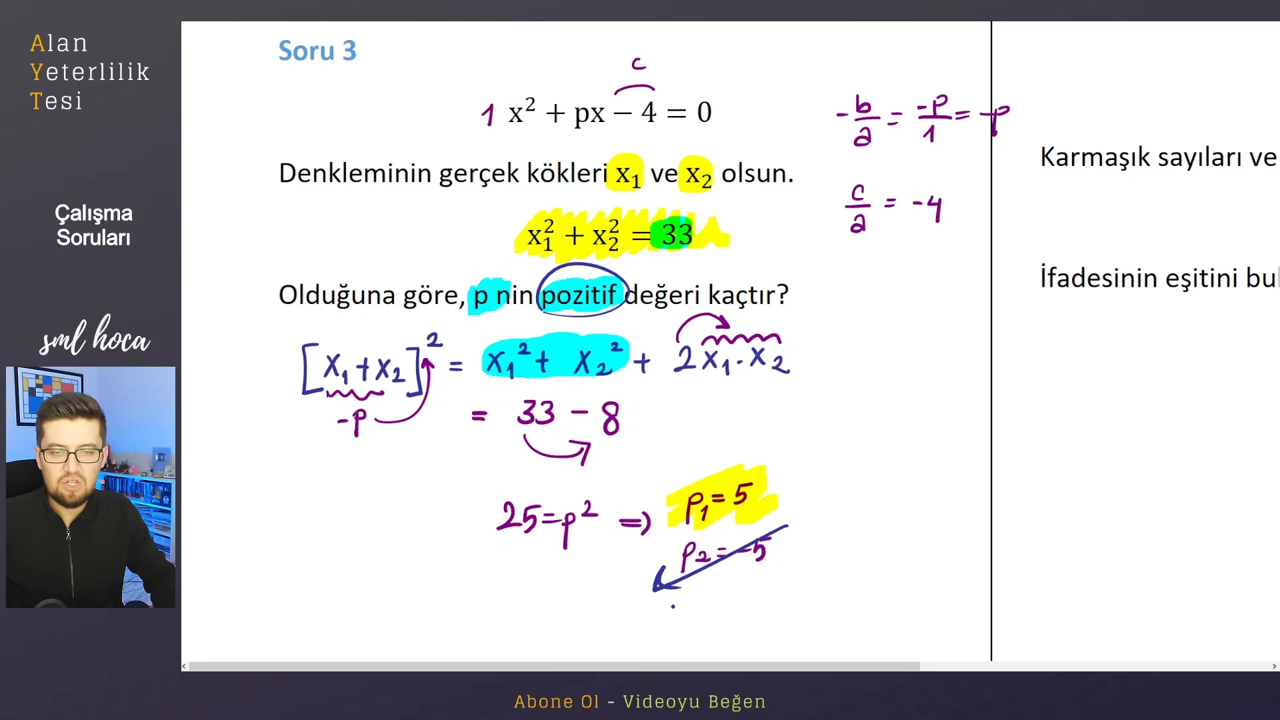 Alan
Yeterlilik
Tesi
Çalışma
Soruları
sml hoca
Soru 3
c
1 x² + px − 4 = 0
Denkleminin gerçek kökleri x₁ ve x₂ olsun.
x₁² + x₂² = 33
Olduğuna göre, p nin pozitif değeri kaçtır?
[x₁+x₂]² = x₁² + x₂² + 2x₁.x₂
-p
= 33 − 8
25=p² => p₁ = 5
p₂ = −5
-b/a = -p/1 = -p
c/a = -4
Karmaşık sayıları ve
İfadesinin eşitini bul
Abone Ol - Videoyu Beğen